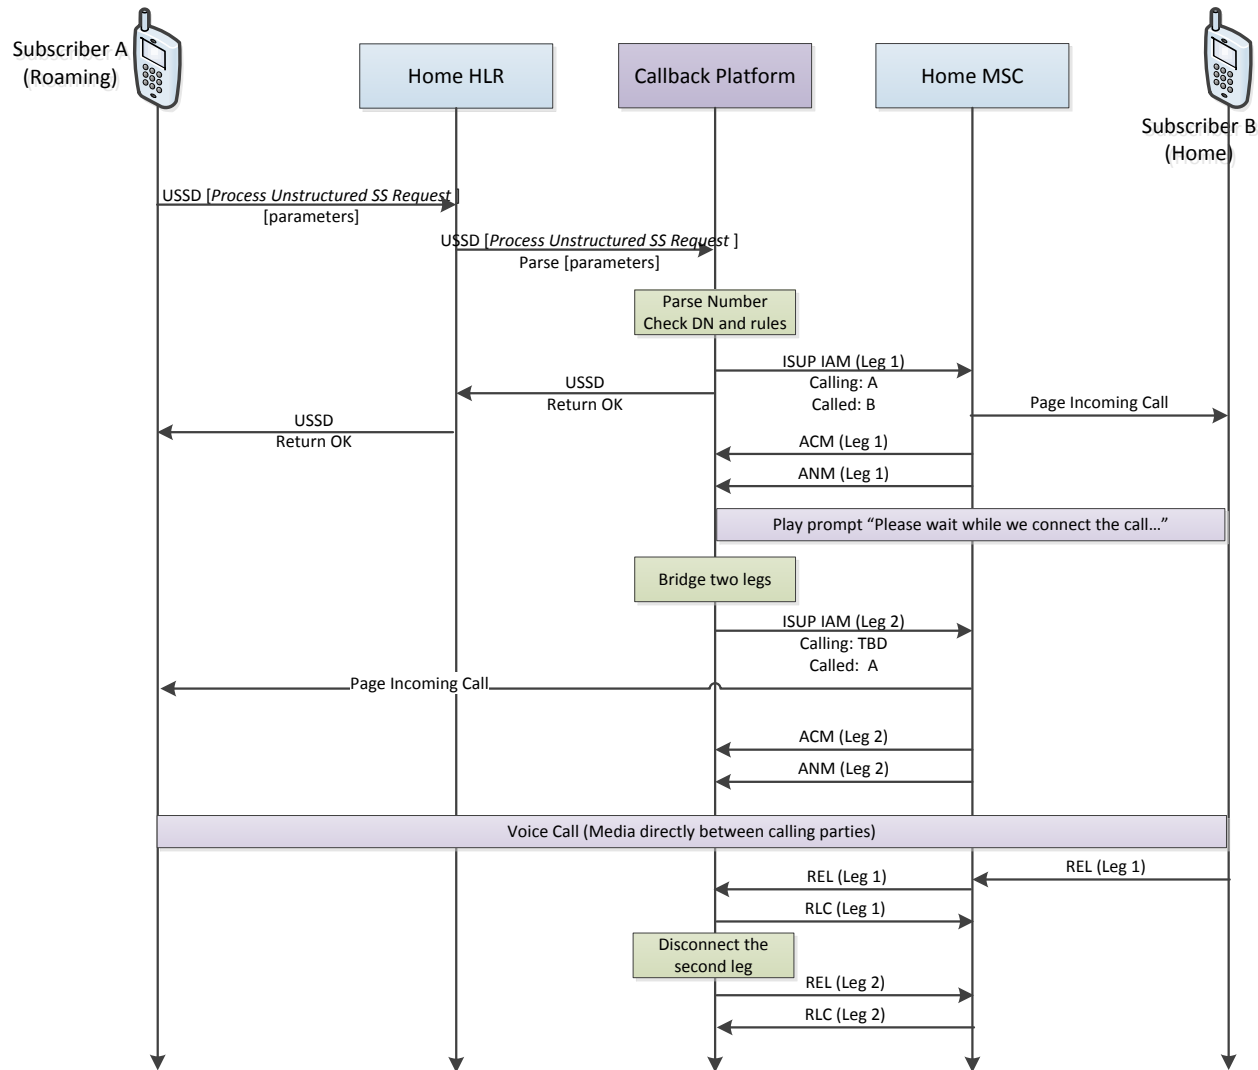 Subscriber A
(Roaming)
Home HLR
Callback Platform
Home MSC
Subscriber B
(Home)
USSD [Process Unstructured SS Request ]
[parameters]
USSD [Process Unstructured SS Request ]
Parse [parameters]
Parse Number
Check DN and rules
ISUP IAM (Leg 1)
Calling: A
Called: B
USSD
Return OK
Page Incoming Call
USSD
Return OK
ACM (Leg 1)
ANM (Leg 1)
Play prompt “Please wait while we connect the call…”
Bridge two legs
ISUP IAM (Leg 2)
Calling: TBD
Called: A
Page Incoming Call
ACM (Leg 2)
ANM (Leg 2)
Voice Call (Media directly between calling parties)
REL (Leg 1)
REL (Leg 1)
RLC (Leg 1)
Disconnect the
second leg
REL (Leg 2)
RLC (Leg 2)